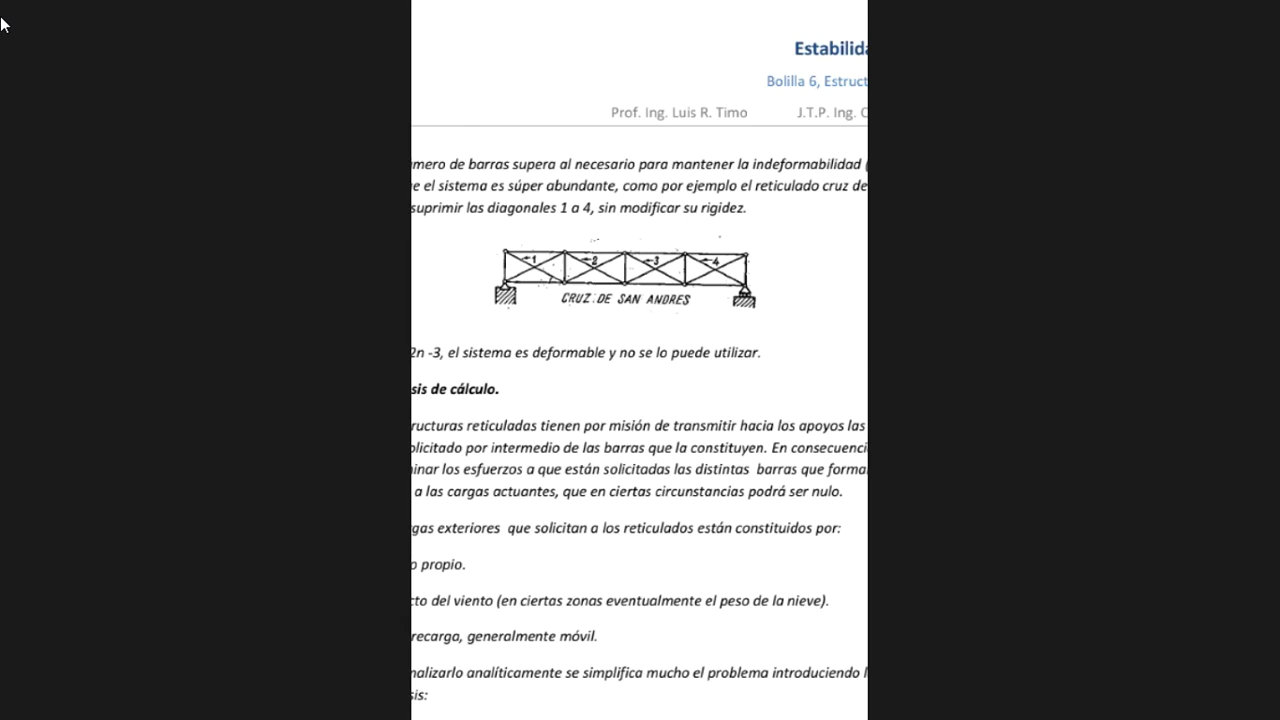 Estabilida
Bolilla 6, Estruct
Prof. Ing. Luis R. Timo J.T.P. Ing. C
mero de barras supera al necesario para mantener la indeformabilidad (
e el sistema es súper abundante, como por ejemplo el reticulado cruz de
suprimir las diagonales 1 a 4, sin modificar su rigidez.
1 2 3 4
CRUZ DE SAN ANDRES
2n -3, el sistema es deformable y no se lo puede utilizar.
sis de cálculo.
ructuras reticuladas tienen por misión de transmitir hacia los apoyos las
olicitado por intermedio de las barras que la constituyen. En consecuenci
inar los esfuerzos a que están solicitadas las distintas barras que forma
a las cargas actuantes, que en ciertas circunstancias podrá ser nulo.
gas exteriores que solicitan a los reticulados están constituidos por:
o propio.
cto del viento (en ciertas zonas eventualmente el peso de la nieve).
recarga, generalmente móvil.
nalizarlo analíticamente se simplifica mucho el problema introduciendo l
sis: